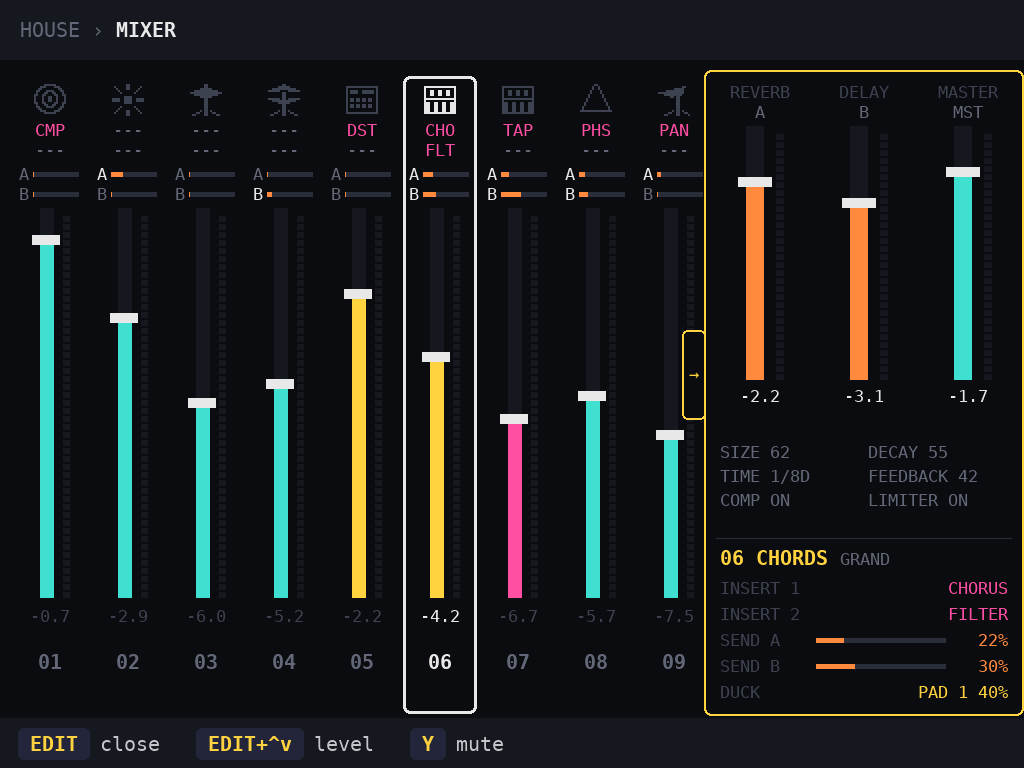 HOUSE › MIXER
CMP --- --- --- DST CHO TAP PHS PAN
--- --- --- --- --- FLT --- --- ---
A A A A A A A A A
B B B B B B B B B
-0.7 -2.9 -6.0 -5.2 -2.2 -4.2 -6.7 -5.7 -7.5
01 02 03 04 05 06 07 08 09
→
REVERB DELAY MASTER
A B MST
-2.2 -3.1 -1.7
SIZE 62 DECAY 55
TIME 1/8D FEEDBACK 42
COMP ON LIMITER ON
06 CHORDS GRAND
INSERT 1 CHORUS
INSERT 2 FILTER
SEND A 22%
SEND B 30%
DUCK PAD 1 40%
EDIT close EDIT+^v level Y mute